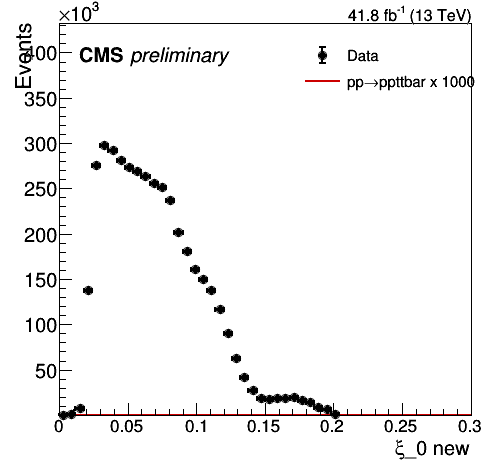 ×10³
41.8 fb⁻¹ (13 TeV)
Events
CMS preliminary
Data
pp→ppttbar x 1000
400
350
300
250
200
150
100
50
0 0.05 0.1 0.15 0.2 0.25 0.3
ξ_0 new